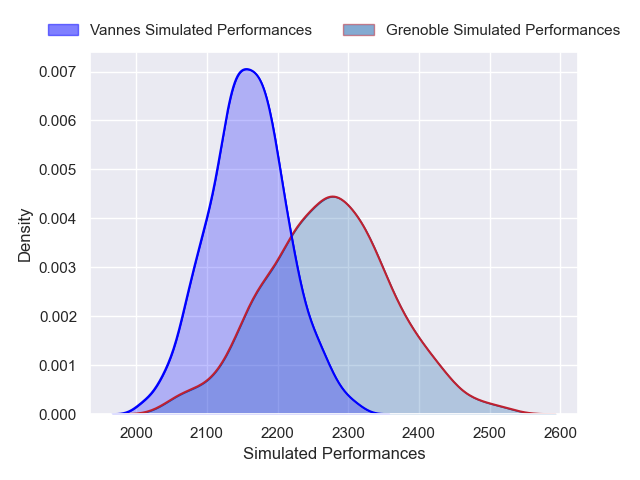 Vannes Simulated Performances Grenoble Simulated Performances
0.007
0.006
0.005
0.004
0.003
0.002
0.001
0.000
Density
2000 2100 2200 2300 2400 2500 2600
Simulated Performances